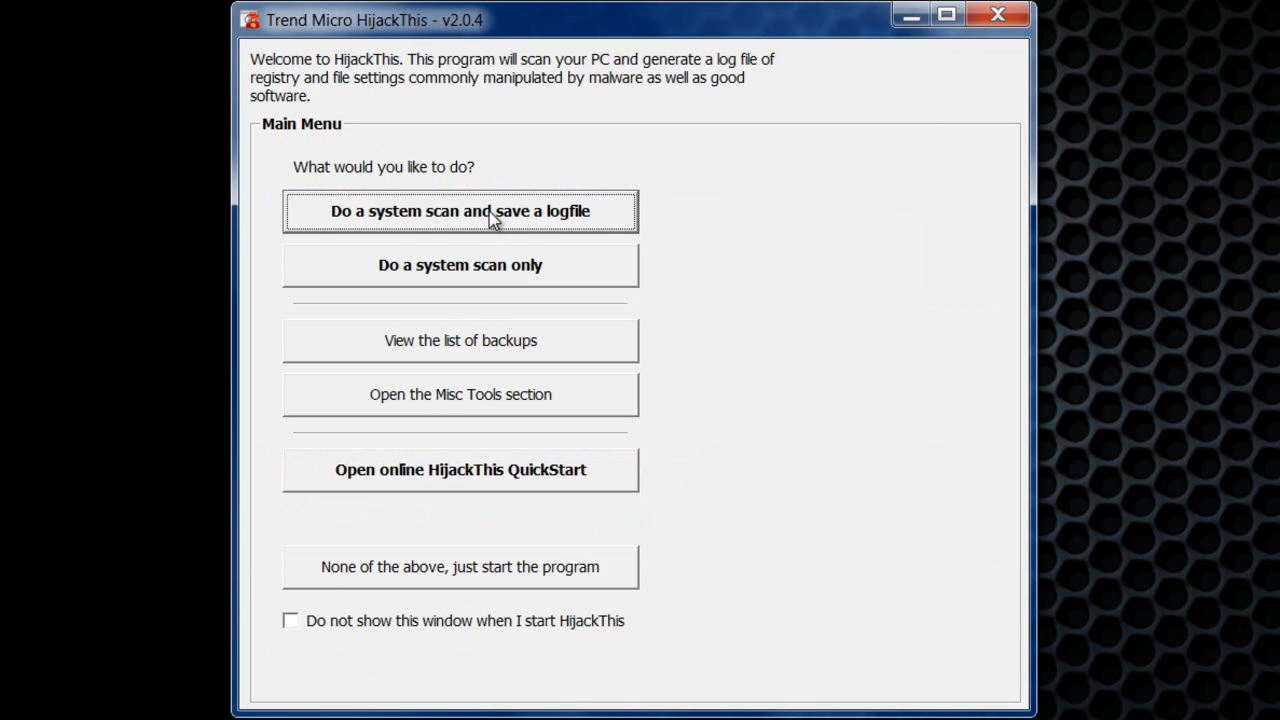 Trend Micro HijackThis - v2.0.4
Welcome to HijackThis. This program will scan your PC and generate a log file of
registry and file settings commonly manipulated by malware as well as good
software.
Main Menu
What would you like to do?
Do a system scan and save a logfile
Do a system scan only
View the list of backups
Open the Misc Tools section
Open online HijackThis QuickStart
None of the above, just start the program
Do not show this window when I start HijackThis